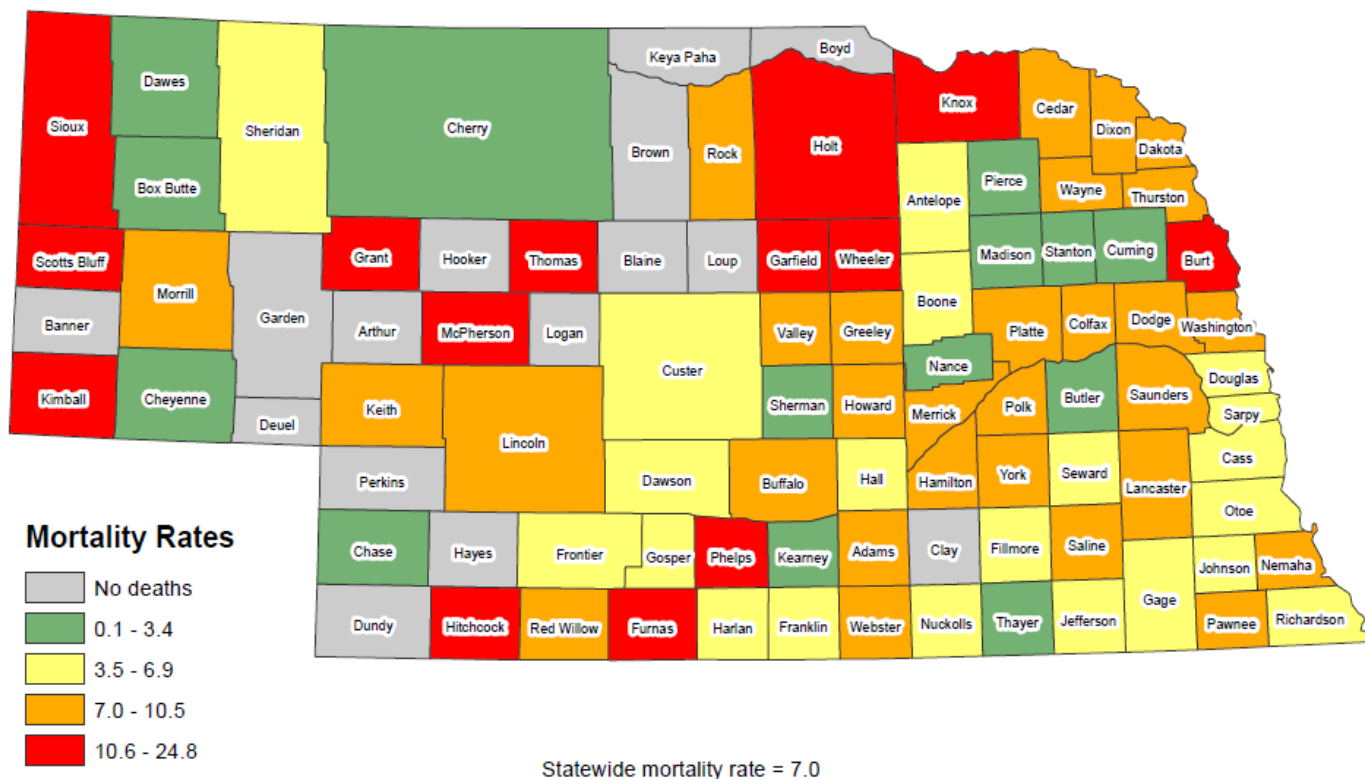 Keya Paha
Boyd
Dawes
Knox
Cedar
Sioux
Sheridan
Cherry
Dixon
Dakota
Brown
Rock
Holt
Box Butte
Pierce
Wayne
Thurston
Antelope
Scotts Bluff
Grant
Hooker
Thomas
Blaine
Loup
Garfield
Wheeler
Madison
Stanton
Cuming
Burt
Morrill
Boone
Banner
Garden
Arthur
McPherson
Logan
Valley
Greeley
Platte
Colfax
Dodge
Washington
Custer
Nance
Douglas
Kimball
Cheyenne
Keith
Sherman
Howard
Merrick
Polk
Butler
Saunders
Sarpy
Deuel
Lincoln
Cass
Perkins
Dawson
Buffalo
Hall
Hamilton
York
Seward
Lancaster
Otoe
Chase
Hayes
Frontier
Gosper
Phelps
Kearney
Adams
Clay
Fillmore
Saline
Johnson
Nemaha
Dundy
Hitchcock
Red Willow
Furnas
Harlan
Franklin
Webster
Nuckolls
Thayer
Jefferson
Gage
Pawnee
Richardson
Mortality Rates
No deaths
0.1 - 3.4
3.5 - 6.9
7.0 - 10.5
10.6 - 24.8
Statewide mortality rate = 7.0